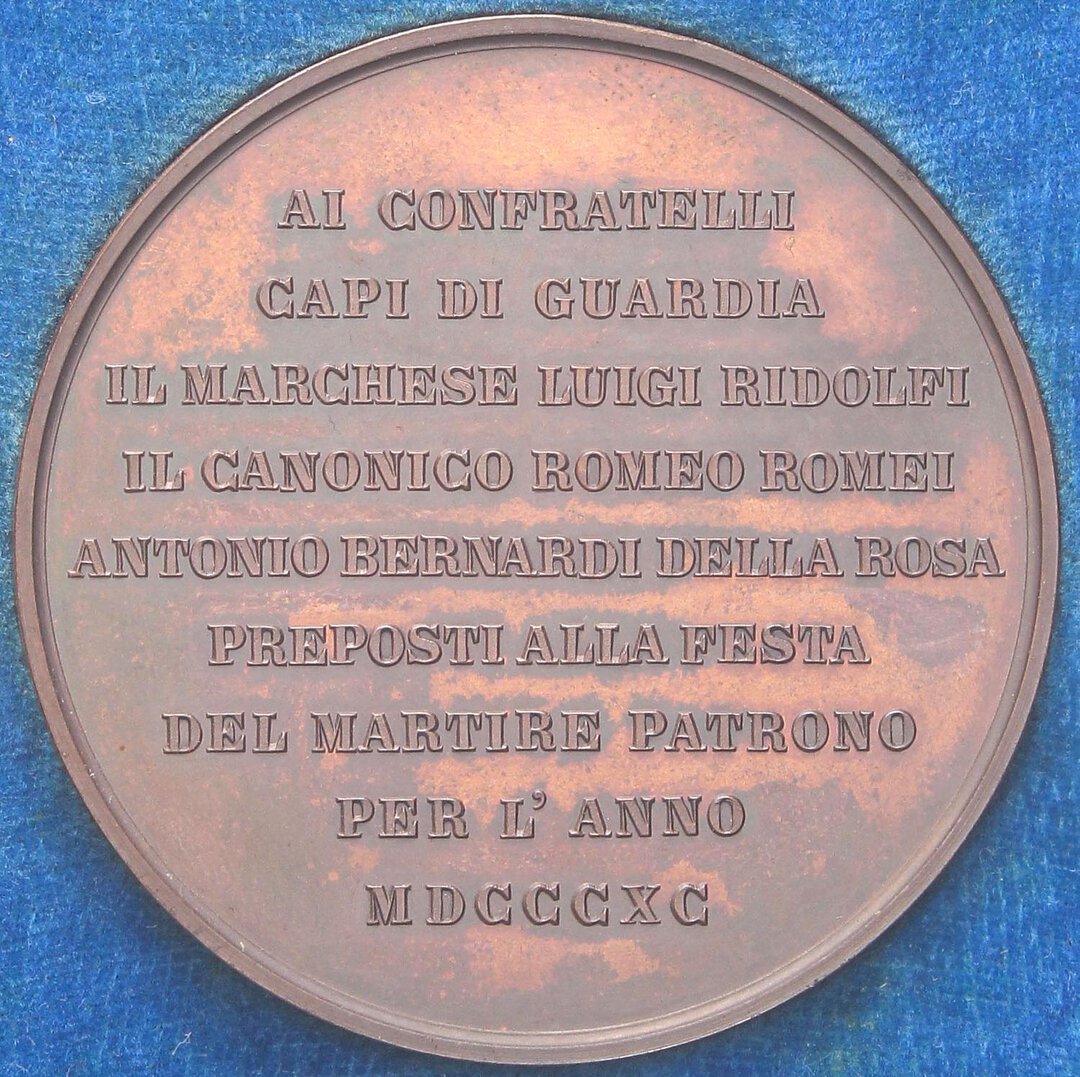 AI CONFRATELLI
CAPI DI GUARDIA
IL MARCHESE LUIGI RIDOLFI
IL CANONICO ROMEO ROMEI
ANTONIO BERNARDI DELLA ROSA
PREPOSTI ALLA FESTA
DEL MARTIRE PATRONO
PER L' ANNO
MDCCCXC